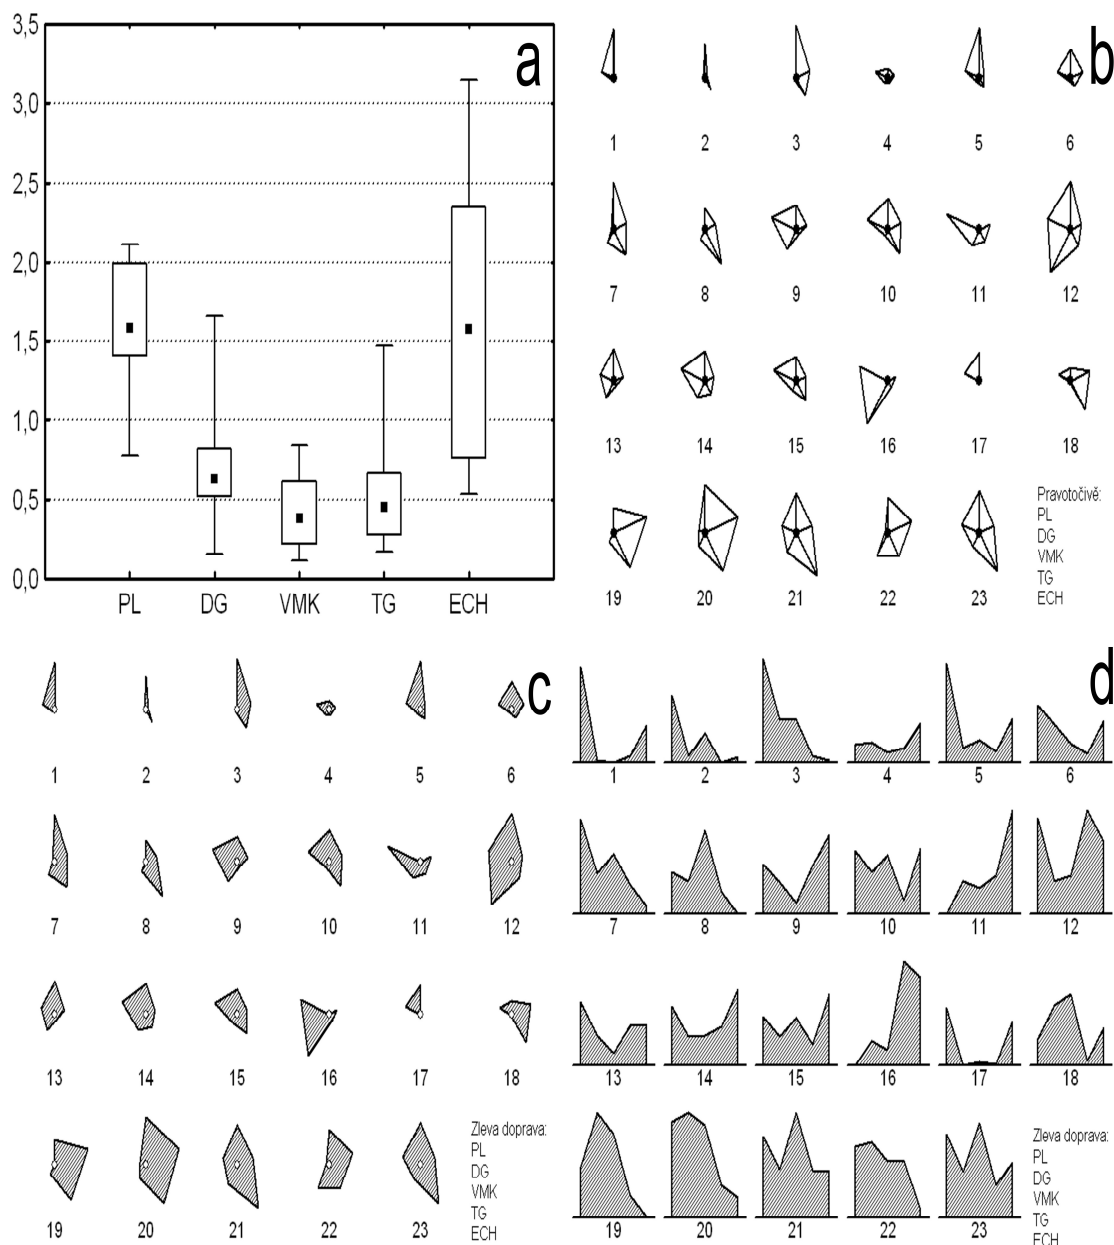 a
3,5
3,0
2,5
2,0
1,5
1,0
0,5
0,0
PL DG VMK TG ECH
b
1 2 3 4 5 6
7 8 9 10 11 12
13 14 15 16 17 18
19 20 21 22 23
Pravotočivě:
PL
DG
VMK
TG
ECH
c
1 2 3 4 5 6
7 8 9 10 11 12
13 14 15 16 17 18
19 20 21 22 23
Zleva doprava:
PL
DG
VMK
TG
ECH
d
1 2 3 4 5 6
7 8 9 10 11 12
13 14 15 16 17 18
19 20 21 22 23
Zleva doprava:
PL
DG
VMK
TG
ECH